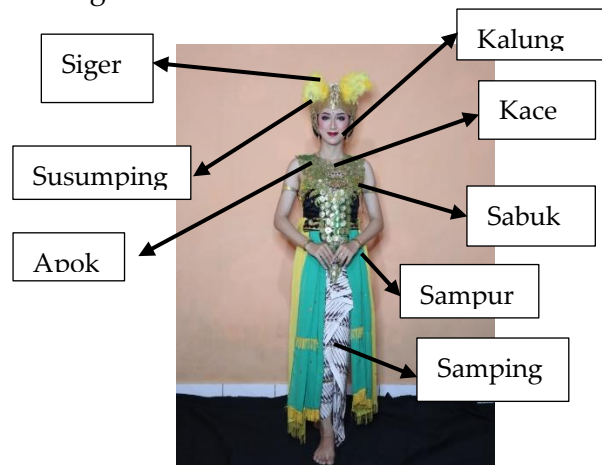 Siger
Kalung
Kace
Susumping
Sabuk
Apok
Sampur
Samping